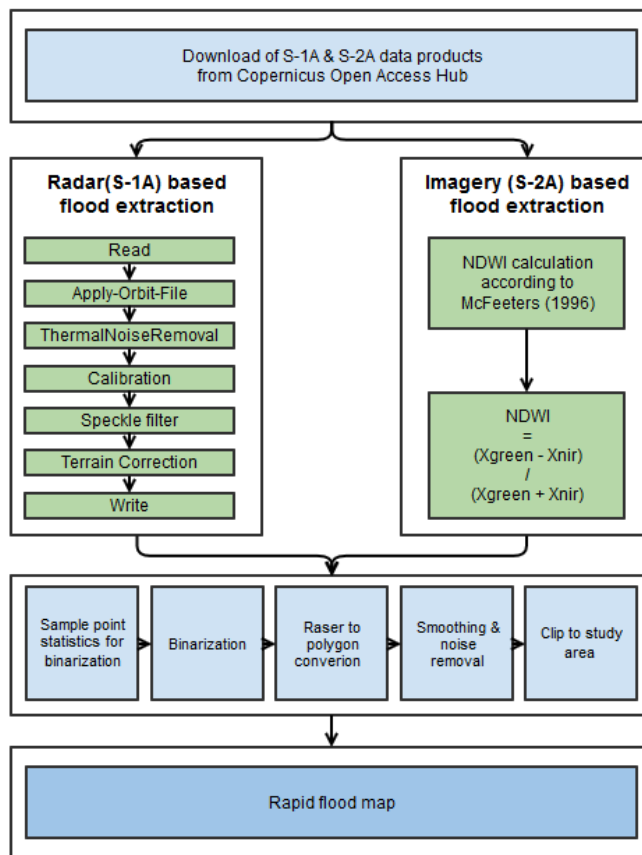 Download of S-1A & S-2A data products
from Copernicus Open Access Hub
Radar(S-1A) based
flood extraction
Read
Apply-Orbit-File
ThermalNoiseRemoval
Calibration
Speckle filter
Terrain Correction
Write
Imagery (S-2A) based
flood extraction
NDWI calculation
according to
McFeeters (1996)
NDWI
=
(Xgreen - Xnir)
/
(Xgreen + Xnir)
Sample point
statistics for
binarization
Binarization
Raser to
polygon
converion
Smoothing &
noise
removal
Clip to study
area
Rapid flood map